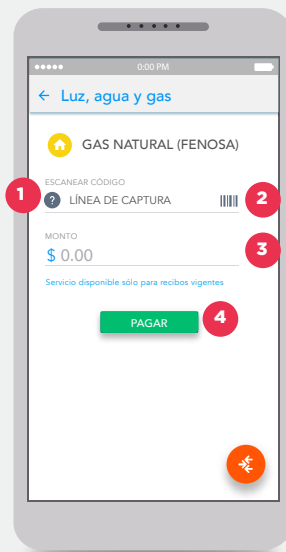 0:00 PM
Luz, agua y gas
GAS NATURAL (FENOSA)
ESCANEAR CÓDIGO
1 ? LÍNEA DE CAPTURA 2
MONTO
$ 0.00 3
Servicio disponible sólo para recibos vigentes
PAGAR 4